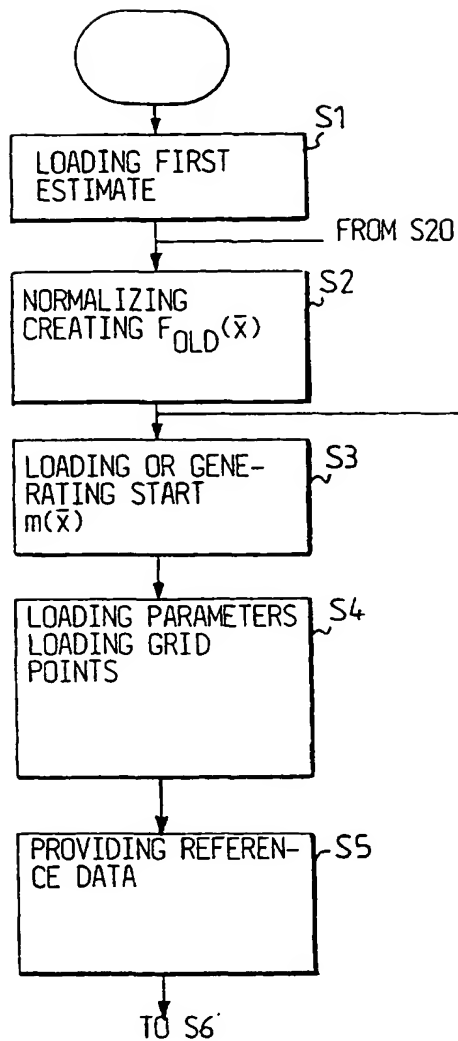 S1
LOADING FIRST
ESTIMATE
FROM S20
S2
NORMALIZING
CREATING F_OLD(x̄)
S3
LOADING OR GENE-
RATING START
m(x̄)
S4
LOADING PARAMETERS
LOADING GRID
POINTS
S5
PROVIDING REFEREN-
CE DATA
TO S6